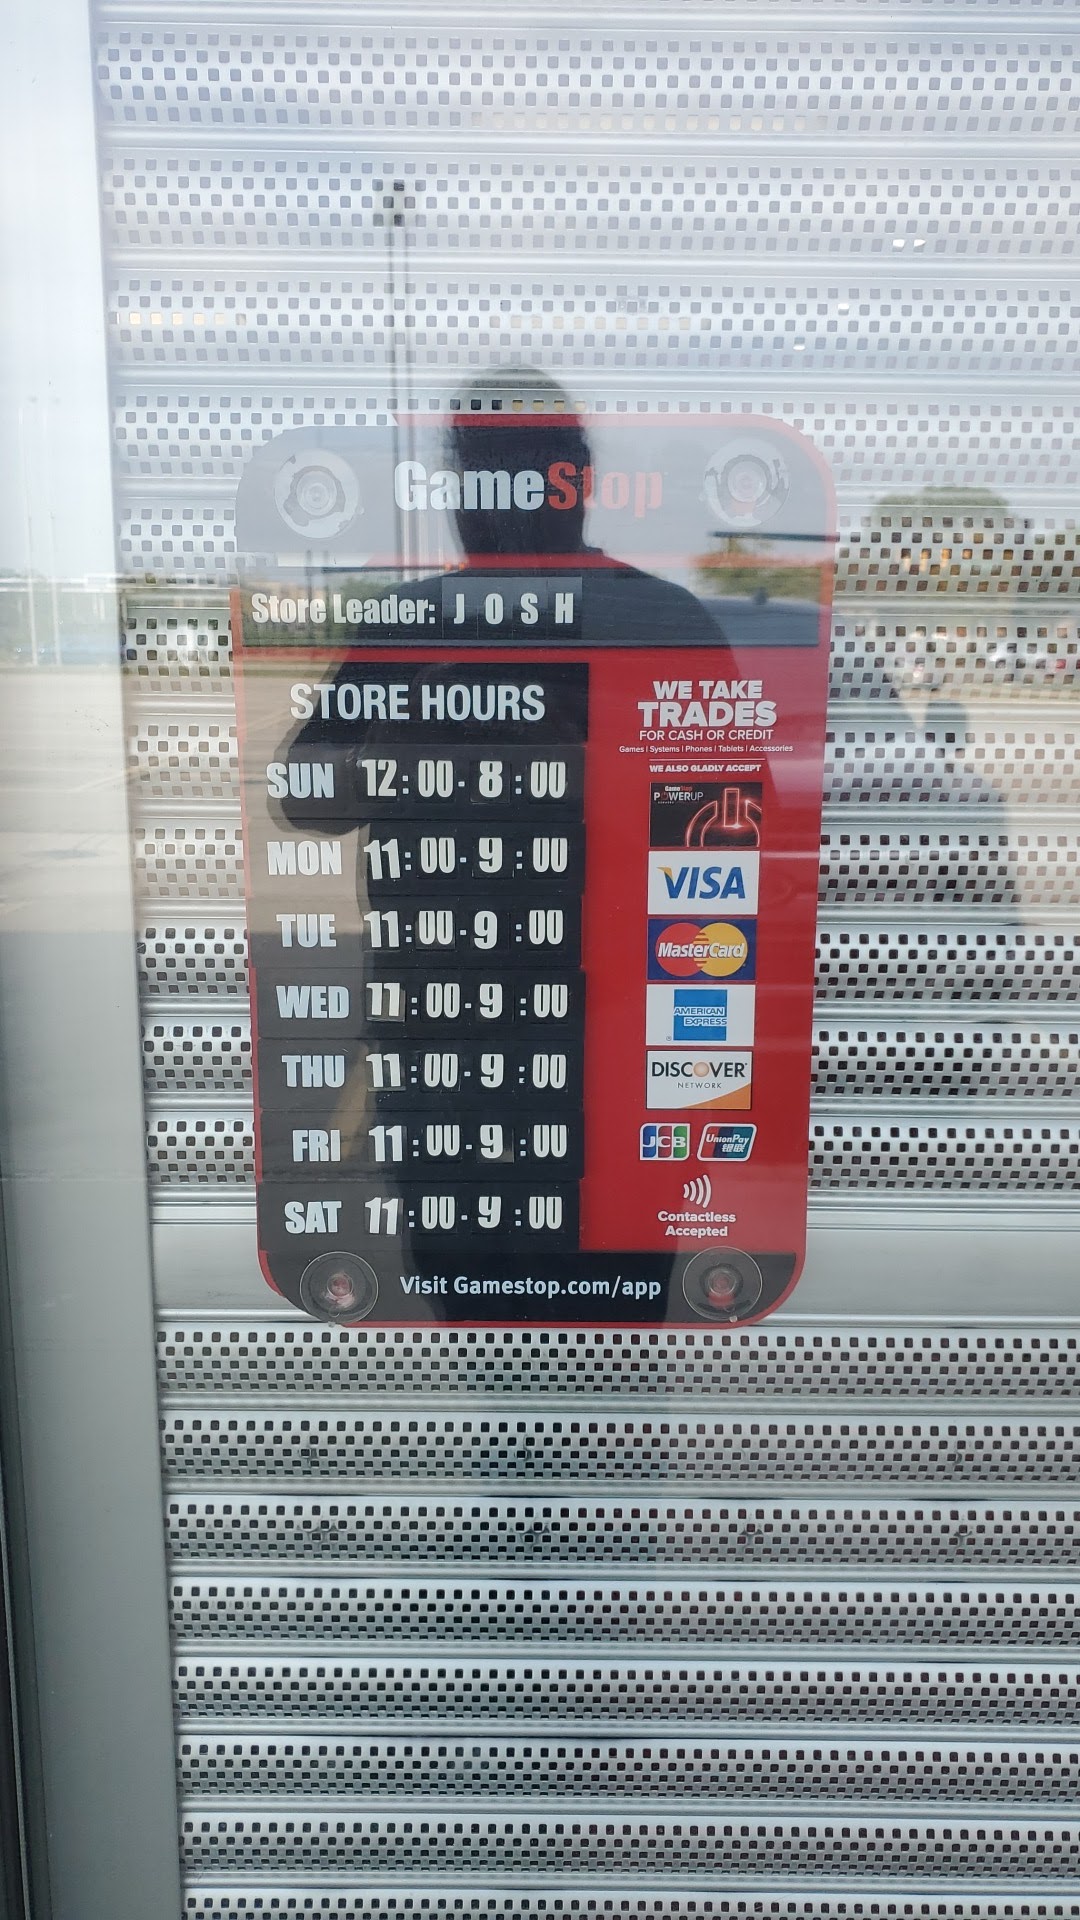 GameStop
Store Leader: JOSH
STORE HOURS
SUN 12:00-8:00
MON 11:00-9:00
TUE 11:00-9:00
WED 11:00-9:00
THU 11:00-9:00
FRI 11:00-9:00
SAT 11:00-9:00
WE TAKE
TRADES
FOR CASH OR CREDIT
Games | Systems | Phones | Tablets | Accessories
WE ALSO GLADLY ACCEPT
GameStop
POWERUP
VISA
MasterCard
AMERICAN
EXPRESS
DISCOVER
NETWORK
JCB UnionPay
银联
Contactless
Accepted
Visit Gamestop.com/app